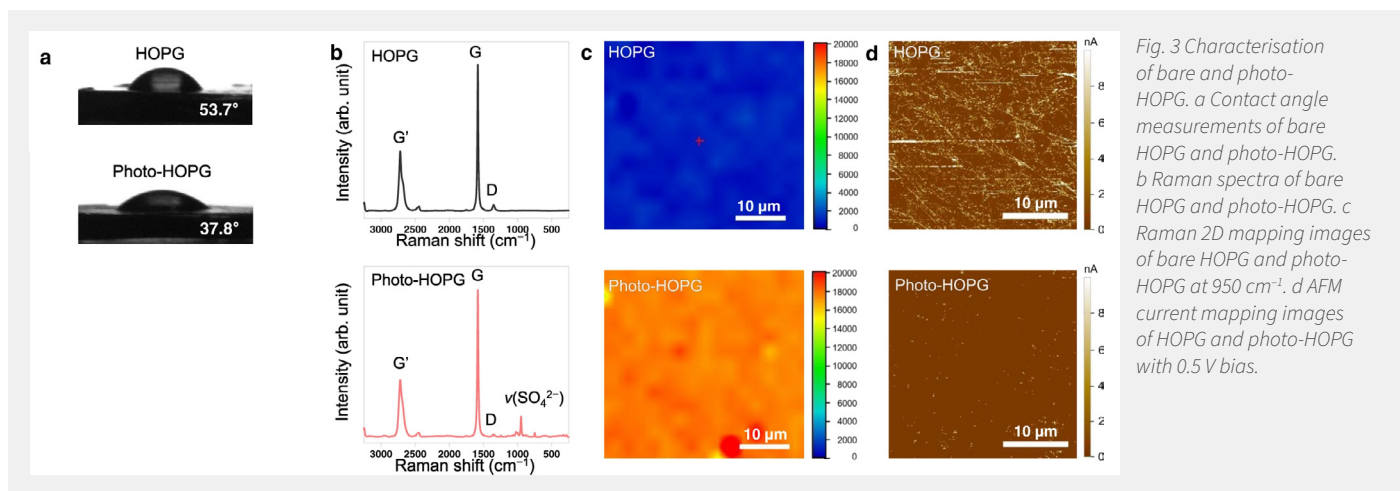 a
HOPG
53.7°
Photo-HOPG
37.8°
b
HOPG
G
G'
D
Intensity (arb. unit)
3000 2500 2000 1500 1000 500
Raman shift (cm⁻¹)
Photo-HOPG
G
G'
D
ν(SO₄²⁻)
Intensity (arb. unit)
3000 2500 2000 1500 1000 500
Raman shift (cm⁻¹)
c
HOPG
10 µm
20000
18000
16000
14000
12000
10000
8000
6000
4000
2000
0
Photo-HOPG
10 µm
20000
18000
16000
14000
12000
10000
8000
6000
4000
2000
0
d
HOPG
10 µm
nA
8
6
4
2
0
Photo-HOPG
10 µm
nA
8
6
4
2
0
Fig. 3 Characterisation
of bare and photo-
HOPG. a Contact angle
measurements of bare
HOPG and photo-HOPG.
b Raman spectra of bare
HOPG and photo-HOPG. c
Raman 2D mapping images
of bare HOPG and photo-
HOPG at 950 cm⁻¹. d AFM
current mapping images
of HOPG and photo-HOPG
with 0.5 V bias.